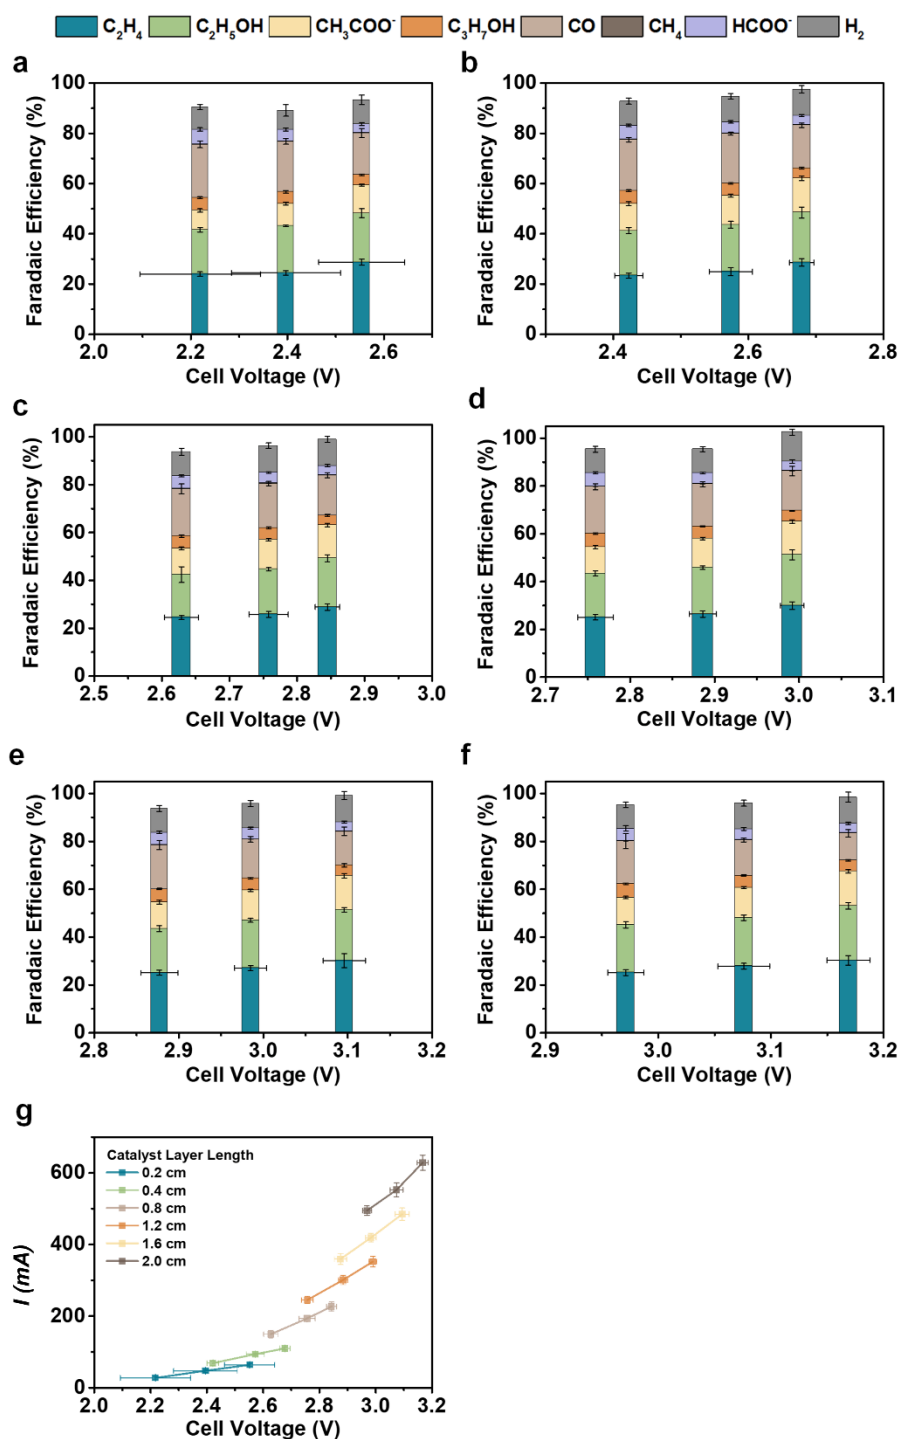 C₂H₄ C₂H₅OH CH₃COO⁻ C₃H₇OH CO CH₄ HCOO⁻ H₂
a
100
80
60
40
20
0
Faradaic Efficiency (%)
2.0 2.2 2.4 2.6
Cell Voltage (V)
b
100
80
60
40
20
0
Faradaic Efficiency (%)
2.4 2.6 2.8
Cell Voltage (V)
c
100
80
60
40
20
0
Faradaic Efficiency (%)
2.5 2.6 2.7 2.8 2.9 3.0
Cell Voltage (V)
d
100
80
60
40
20
0
Faradaic Efficiency (%)
2.7 2.8 2.9 3.0 3.1
Cell Voltage (V)
e
100
80
60
40
20
0
Faradaic Efficiency (%)
2.8 2.9 3.0 3.1 3.2
Cell Voltage (V)
f
100
80
60
40
20
0
Faradaic Efficiency (%)
2.9 3.0 3.1 3.2
Cell Voltage (V)
g
600
400
200
0
I (mA)
Catalyst Layer Length
0.2 cm
0.4 cm
0.8 cm
1.2 cm
1.6 cm
2.0 cm
2.0 2.2 2.4 2.6 2.8 3.0 3.2
Cell Voltage (V)